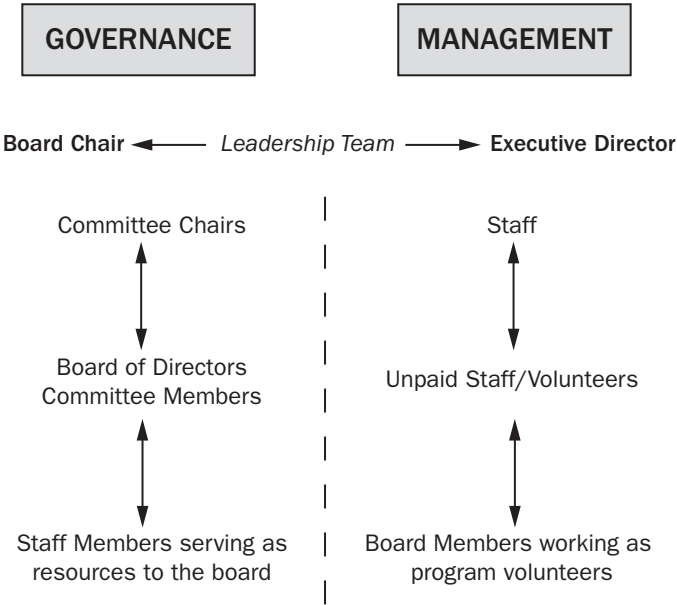 GOVERNANCE
MANAGEMENT
Board Chair
Leadership Team
Executive Director
Committee Chairs
Staff
Board of Directors
Committee Members
Unpaid Staff/Volunteers
Staff Members serving as
resources to the board
Board Members working as
program volunteers